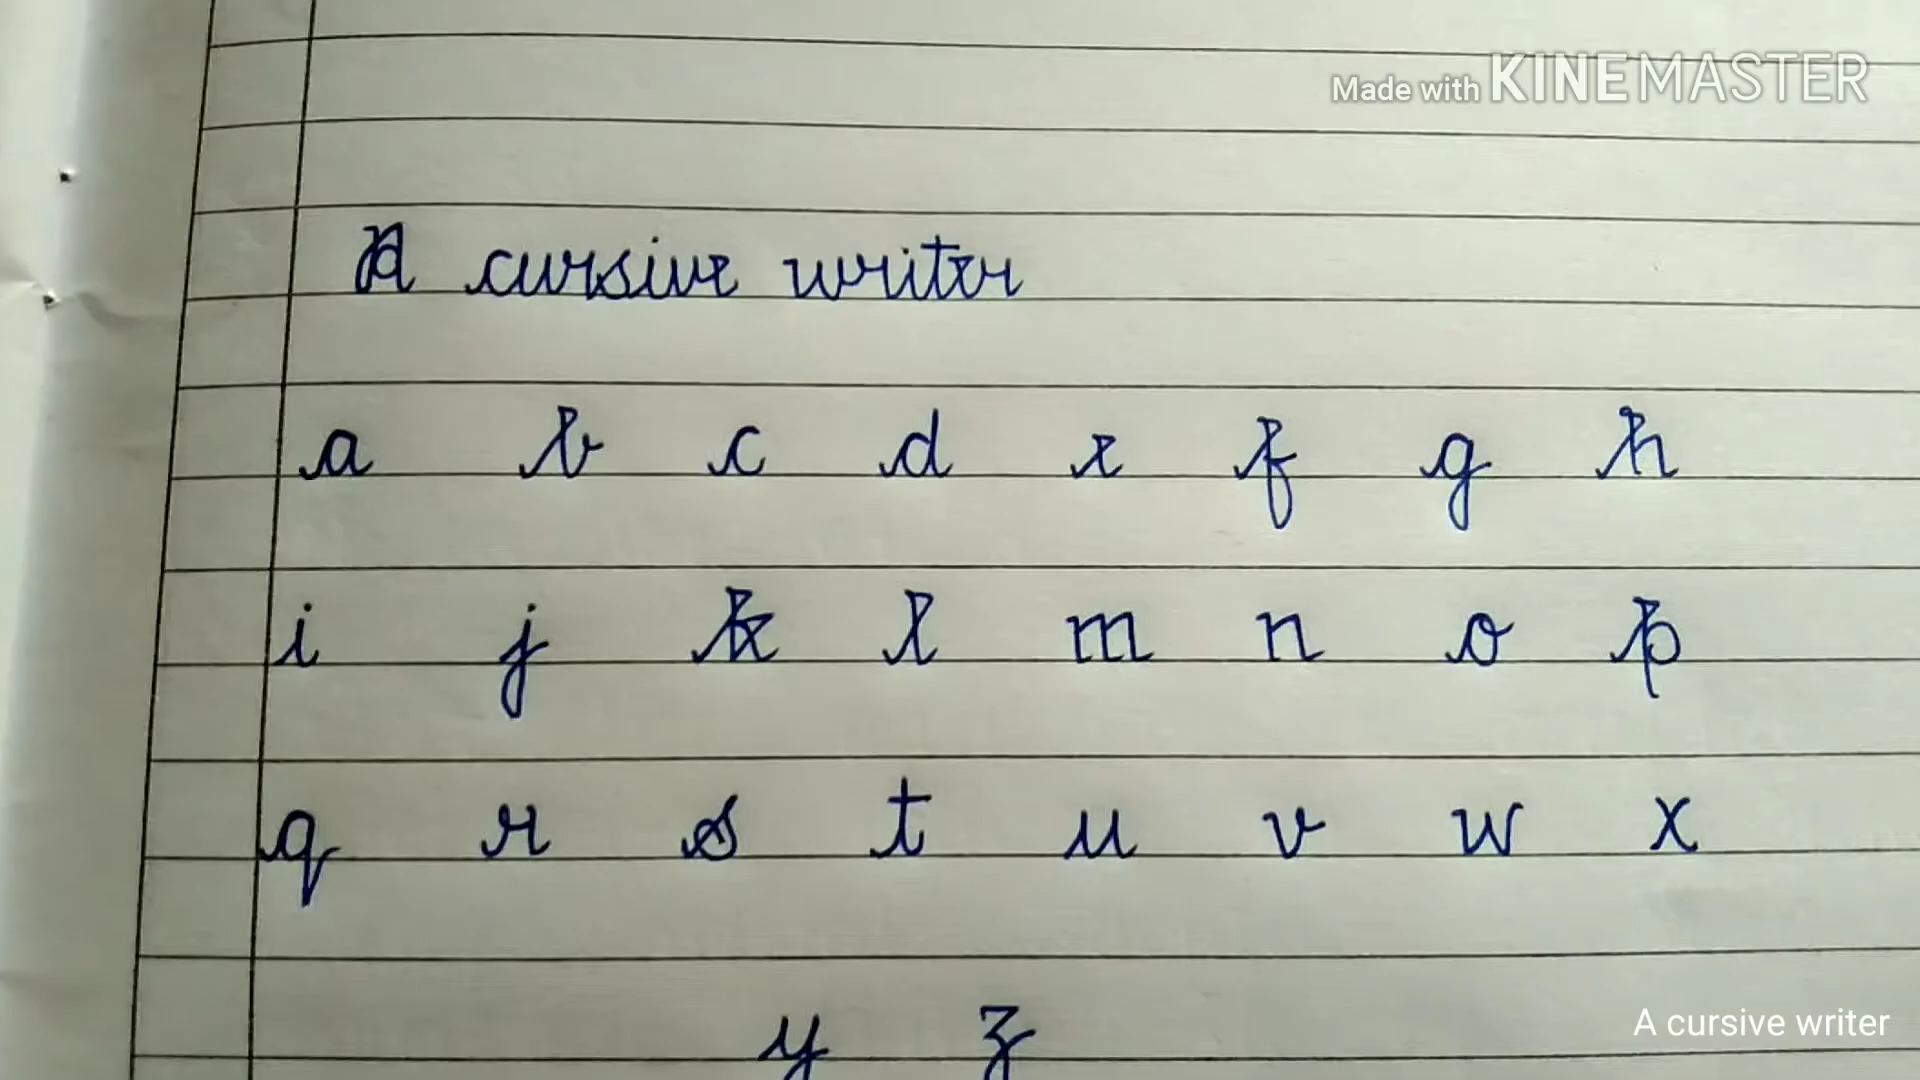 Made with KINEMASTER
A cursive writer
a b c d e f g h
i j k l m n o p
q r s t u v w x
y z
A cursive writer